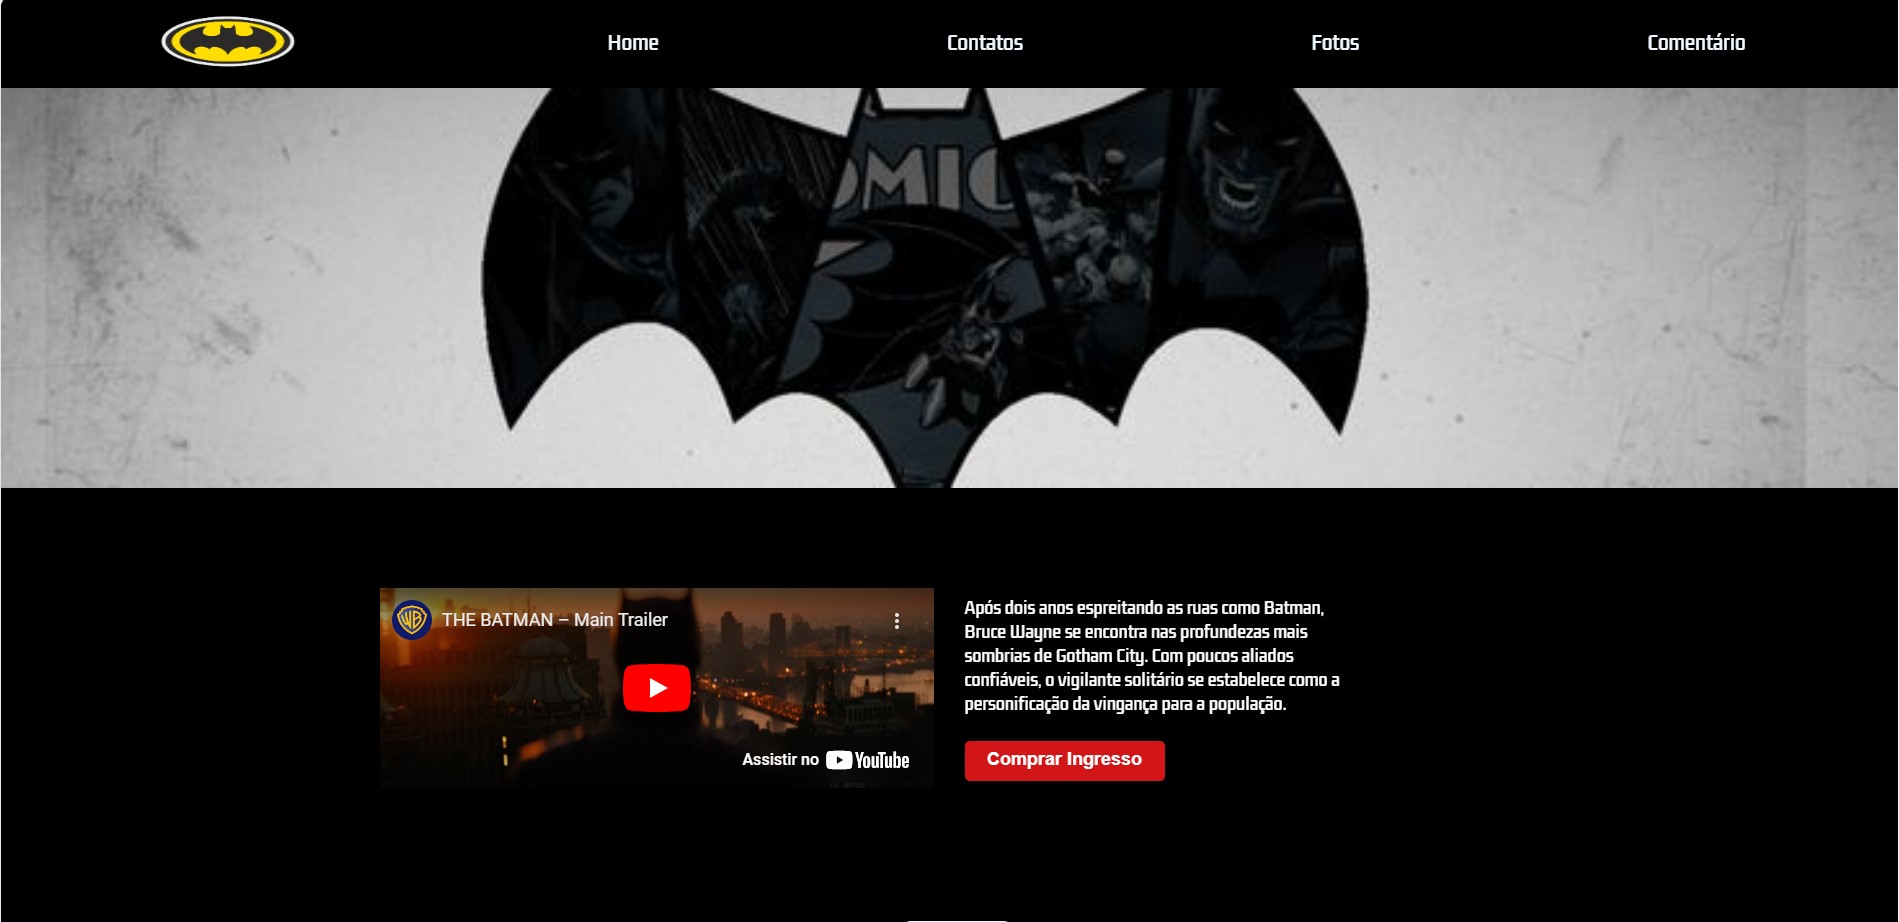 Home
Contatos
Fotos
Comentário
OMIC
THE BATMAN – Main Trailer
Assistir no YouTube
Após dois anos espreitando as ruas como Batman,
Bruce Wayne se encontra nas profundezas mais
sombrias de Gotham City. Com poucos aliados
confiáveis, o vigilante solitário se estabelece como a
personificação da vingança para a população.
Comprar Ingresso